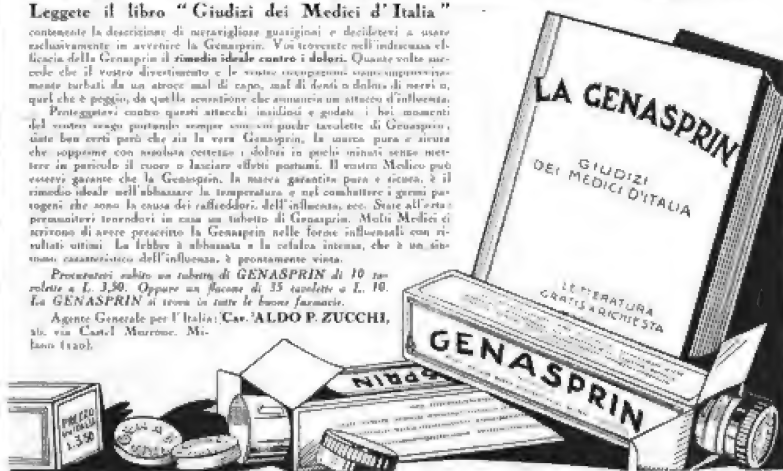 Leggete il libro "Giudizi dei Medici d'Italia"
contenente la descrizione di meravigliose guarigioni e decidetevi a usare
esclusivamente in avvenire la Genasprin. Voi troverete nell'indiscussa ef-
ficacia della Genasprin il rimedio ideale contro i dolori. Quante volte suc-
cede che il vostro divertimento e le vostre occupazioni siano improvvisa-
mente turbati da un atroce mal di capo, mal di denti o dolore di nervi o,
quel che è peggio, da quella sensazione che annuncia un attacco d'influenza.
Proteggetevi contro questi attacchi insidiosi e godete i bei momenti
del vostro svago portando sempre con voi poche tavolette di Genasprin,
siate ben certi però che sia la vera Genasprin, la marca pura e sicura
che sopprime con assoluta certezza i dolori in pochi minuti senza met-
tere in pericolo il cuore o lasciare effetti postumi. Il vostro Medico può
esservi garante che la Genasprin, la marca garantita pura e sicura, è il
rimedio ideale nell'abbassare la temperatura e nel combattere i germi pa-
togeni che sono la causa dei raffreddori, dell'influenza, ecc. State all'erta:
premunitevi tenendovi in casa un tubetto di Genasprin. Molti Medici ci
scrivono di avere prescritto la Genasprin nelle forme influenzali con ri-
sultati ottimi. La febbre è abbassata e la cefalea intensa, che è un sin-
tomo caratteristico dell'influenza, è prontamente vinta.
Procuratevi subito un tubetto di GENASPRIN di 10 ta-
volette a L. 3,50. Oppure un flacone di 35 tavolette a L. 10.
La GENASPRIN si trova in tutte le buone farmacie.
Agente Generale per l'Italia: Cav. ALDO P. ZUCCHI,
via Castel Morrone, Mi-
lano (120).
LA GENASPRIN
GIUDIZI
DEI MEDICI D'ITALIA
LETTERATURA
GRATIS A RICHIESTA
GENASPRIN
PREZZO
L. 3.50